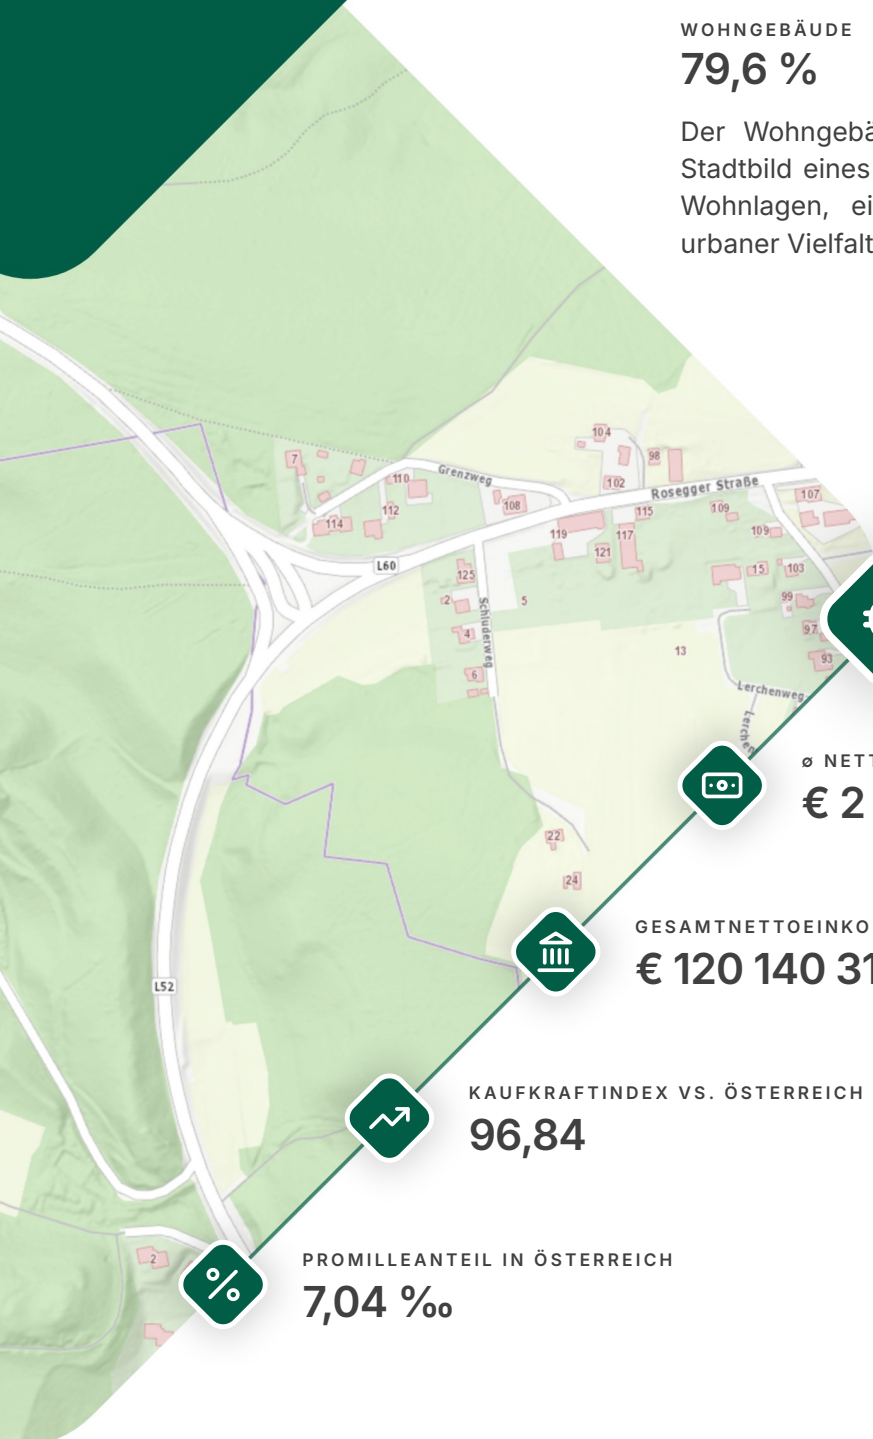 WOHNGEBÄUDE
79,6 %
Der Wohngebä
Stadtbild eines
Wohnlagen, ei
urbaner Vielfalt
104
7
98
110
Grenzweg
102
Rosegger Straße
107
108
112
115
109
114
119
117
109
121
L60
125
15
103
2
5
99
Schluderweg
4
97
13
93
6
Lerchenweg
Lerchen
ø NETT
€ 2
22
24
GESAMTNETTOEINKO
€ 120 140 31
L52
KAUFKRAFTINDEX VS. ÖSTERREICH
96,84
2
PROMILLEANTEIL IN ÖSTERREICH
7,04 ‰